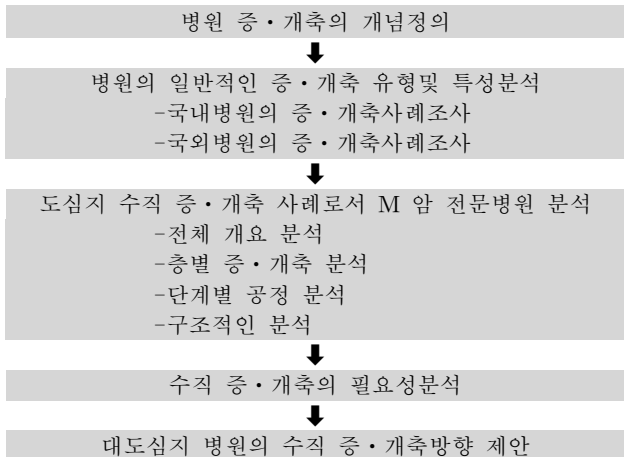 병원 증・개축의 개념정의
병원의 일반적인 증・개축 유형및 특성분석
-국내병원의 증・개축사례조사
-국외병원의 증・개축사례조사
도심지 수직 증・개축 사례로서 M 암 전문병원 분석
-전체 개요 분석
-층별 증・개축 분석
-단계별 공정 분석
-구조적인 분석
수직 증・개축의 필요성분석
대도심지 병원의 수직 증・개축방향 제안